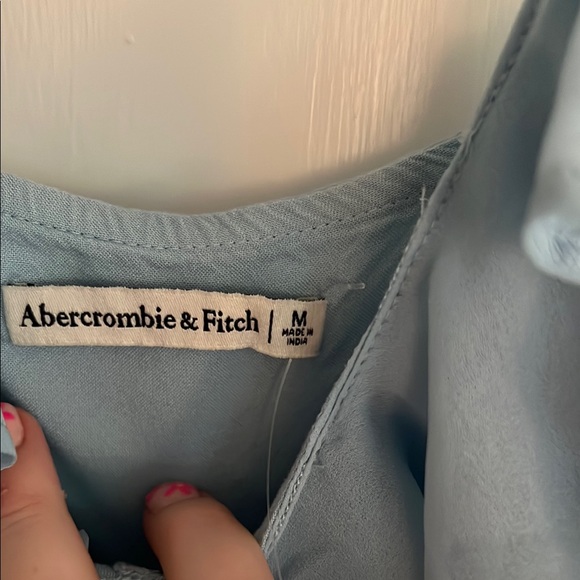 Abercrombie & Fitch | M
MADE IN
INDIA